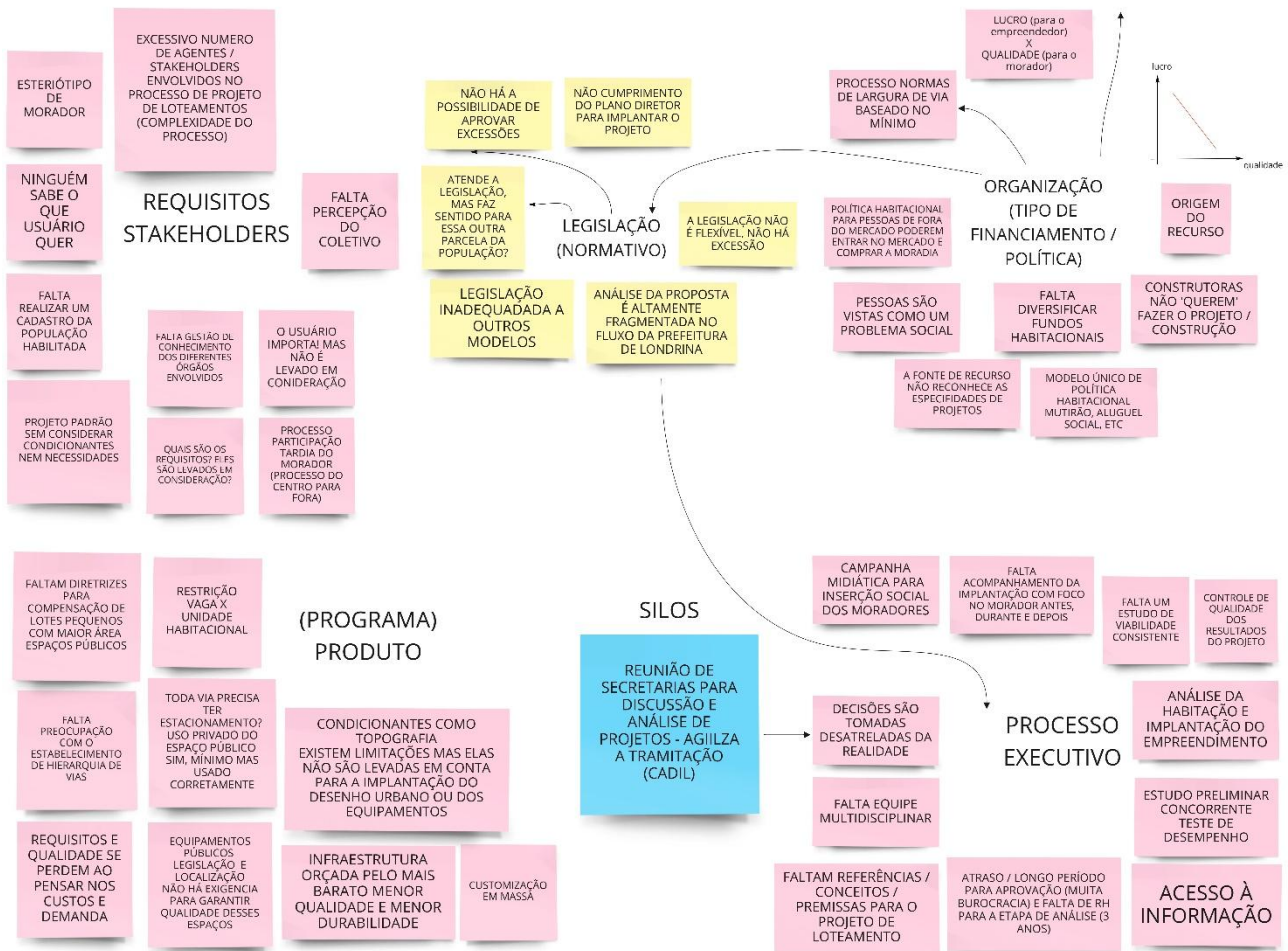 ESTERIÓTIPO
DE
MORADOR
EXCESSIVO NUMERO
DE AGENTES /
STAKEHOLDERS
ENVOLVIDOS NO
PROCESSO DE PROJETO
DE LOTEAMENTOS
(COMPLEXIDADE DO
PROCESSO)
NINGUÉM
SABE O
QUE
USUÁRIO
QUER
REQUISITOS
STAKEHOLDERS
FALTA
PERCEPÇÃO
DO
COLETIVO
FALTA
REALIZAR UM
CADASTRO DA
POPULAÇÃO
HABILITADA
FALTA GESTÃO DE
CONHECIMENTO
DOS DIFERENTES
ÓRGÃOS
ENVOLVIDOS
O USUÁRIO
IMPORTA! MAS
NÃO É
LEVADO EM
CONIDERAÇÃO
PROJETO PADRÃO
SEM CONSIDERAR
CONDICIONANTES
NEM NECESSIDADES
QUAIS SÃO OS
REQUISITOS? ELES
SÃO LEVADOS EM
CONSIDERAÇÃO?
PROCESSO
PARTICIPAÇÃO
TARDIA DO
MORADOR
(PROCESSO DO
CENTRO PARA
FORA)
NÃO HÁ A
POSSIBILIDADE DE
APROVAR
EXCESSÕES
NÃO CUMPRIMENTO
DO PLANO DIRETOR
PARA IMPLANTAR O
PROJETO
ATENDE A
LEGISLAÇÃO,
MAS FAZ
SENTIDO PARA
ESSA OUTRA
PARCELA DA
POPULAÇÃO?
LEGISLAÇÃO
(NORMATIVO)
A LEGISLAÇÃO NÃO
É FLEXÍVEL, NÃO HÁ
EXCESSÃO
LEGISLAÇÃO
INADEQUADADA A
OUTROS
MODELOS
ANÁLISE DA PROPOSTA
É ALTAMENTE
FRAGMENTADA NO
FLUXO DA PREFEITURA
DE LONDRINA
LUCRO (para o
empreendedor)
X
QUALIDADE (para o
morador)
lucro
qualidade
PROCESSO NORMAS
DE LARGURA DE VIA
BASEADO NO
MÍNIMO
ORGANIZAÇÃO
(TIPO DE
FINANCIAMENTO /
POLÍTICA)
POLÍTICA HABITACIONAL
PARA PESSOAS DE FORA
DO MERCADO PODEREM
ENTRAR NO MERCADO E
COMPRAR A MORADIA
ORIGEM
DO
RECURSO
PESSOAS SÃO
VISTAS COMO UM
PROBLEMA SOCIAL
FALTA
DIVERSIFICAR
FUNDOS
HABITACIONAIS
CONSTRUTORAS
NÃO 'QUEREM'
FAZER O PROJETO /
CONSTRUÇÃO
A FONTE DE RECURSO
NÃO RECONHECE AS
ESPECIFIDADES DE
PROJETOS
MODELO ÚNICO DE
POLÍTICA
HABITACIONAL
MUTIRÃO, ALUGUEL
SOCIAL, ETC
FALTAM DIRETRIZES
PARA
COMPENSAÇÃO DE
LOTES PEQUENOS
COM MAIOR ÁREA
ESPAÇOS PÚBLICOS
RESTRIÇÃO
VAGA X
UNIDADE
HABITACIONAL
(PROGRAMA)
PRODUTO
FALTA
PREOCUPAÇÃO
COM O
ESTABELECIMENTO
DE HIERARQUIA DE
VIAS
TODA VIA PRECISA
TER
ESTACIONAMENTO?
USO PRIVADO DO
ESPAÇO PÚBLICO
SIM, MÍNIMO MAS
USADO
CORRETAMENTE
CONDICIONANTES COMO
TOPOGRAFIA
EXISTEM LIMITAÇÕES MAS ELAS
NÃO SÃO LEVADAS EM CONTA
PARA A IMPLANTAÇÃO DO
DESENHO URBANO OU DOS
EQUIPAMENTOS
REQUISITOS E
QUALIDADE SE
PERDEM AO
PENSAR NOS
CUSTOS E
DEMANDA
EQUIPAMENTOS
PÚBLICOS
LEGISLAÇÃO E
LOCALIZAÇÃO
NÃO HÁ EXIGENCIA
PARA GARANTIR
QUALIDADE DESSES
ESPAÇOS
INFRAESTRUTURA
ORÇADA PELO MAIS
BARATO MENOR
QUALIDADE E MENOR
DURABILIDADE
CUSTOMIZAÇÃO
EM MASSA
SILOS
REUNIÃO DE
SECRETARIAS PARA
DISCUSSÃO E
ANÁLISE DE
PROJETOS - AGIILZA
A TRAMITAÇÃO
(CADIL)
CAMPANHA
MIDIÁTICA PARA
INSERÇÃO SOCIAL
DOS MORADORES
FALTA
ACOMPANHAMENTO DA
IMPLANTAÇÃO COM FOCO
NO MORADOR ANTES,
DURANTE E DEPOIS
FALTA UM
ESTUDO DE
VIABILIDADE
CONSISTENTE
CONTROLE DE
QUALIDADE
DOS
RESULTADOS
DO PROJETO
DECISÕES SÃO
TOMADAS
DESATRELADAS DA
REALIDADE
PROCESSO
EXECUTIVO
ANÁLISE DA
HABITAÇÃO E
IMPLANTAÇÃO DO
EMPREENDIMENTO
FALTA EQUIPE
MULTIDISCIPLINAR
ESTUDO PRELIMINAR
CONCORRENTE
TESTE DE
DESEMPENHO
FALTAM REFERÊNCIAS /
CONCEITOS /
PREMISSAS PARA O
PROJETO DE
LOTEAMENTO
ATRASO / LONGO PERÍODO
PARA APROVAÇÃO (MUITA
BUROCRACIA) E FALTA DE RH
PARA A ETAPA DE ANÁLISE (3
ANOS)
ACESSO À
INFORMAÇÃO